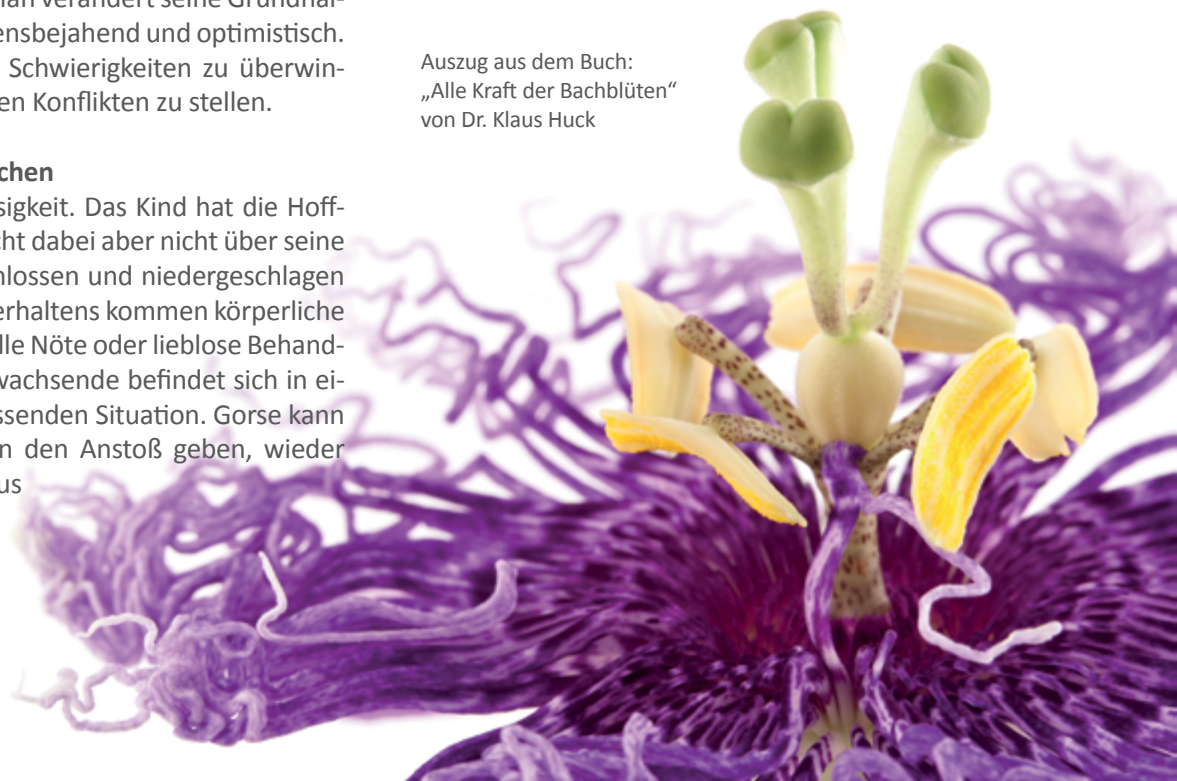 an verändert seine Grundhal-
ensbejahend und optimistisch.
Schwierigkeiten zu überwin-
en Konflikten zu stellen.
chen
sigkeit. Das Kind hat die Hoff-
cht dabei aber nicht über seine
lossen und niedergeschlagen
erhaltens kommen körperliche
lle Nöte oder lieblose Behand-
wachsende befindet sich in ei-
ssenden Situation. Gorse kann
n den Anstoß geben, wieder
us
Auszug aus dem Buch:
„Alle Kraft der Bachblüten“
von Dr. Klaus Huck